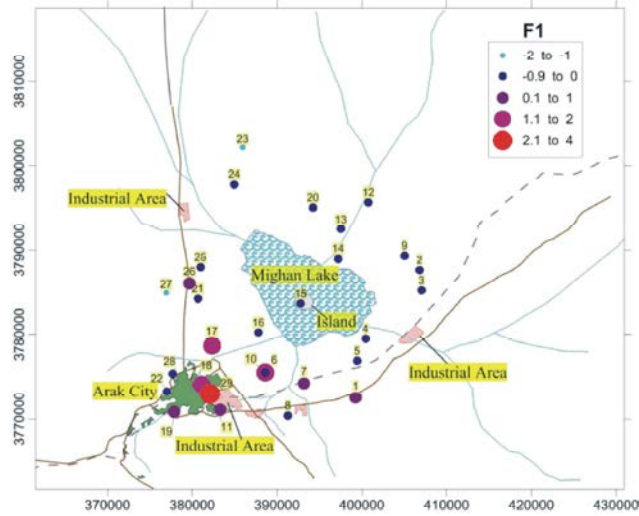 F1
-2 to -1
-0.9 to 0
0.1 to 1
1.1 to 2
2.1 to 4
3810000
3800000
3790000
3780000
3770000
23
24
20
12
Industrial Area
13
14
9
2
3
25
26
27
21
Mighan Lake
15
Island
17
16
4
5
10 6
7
1
Industrial Area
28
18
22
29
Arak City
19
11
8
Industrial Area
370000 380000 390000 400000 410000 420000 430000